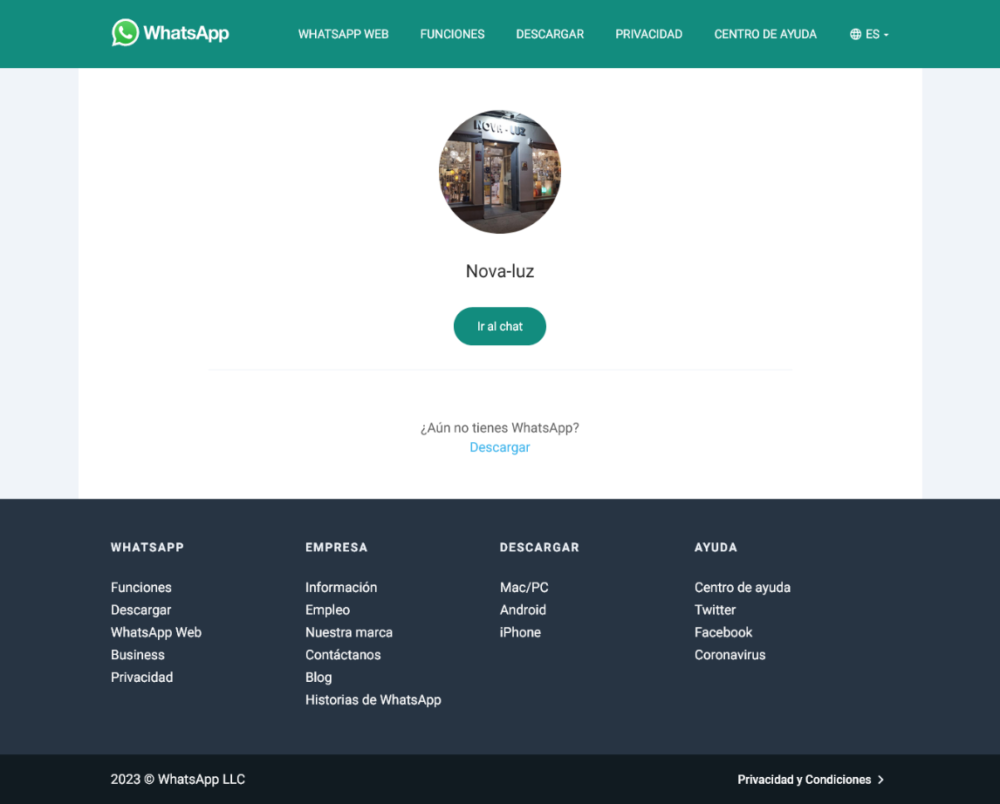 WhatsApp
WHATSAPP WEB
FUNCIONES
DESCARGAR
PRIVACIDAD
CENTRO DE AYUDA
ES
NOVA-LUZ
Nova-luz
Ir al chat
¿Aún no tienes WhatsApp?
Descargar
WHATSAPP
Funciones
Descargar
WhatsApp Web
Business
Privacidad
EMPRESA
Información
Empleo
Nuestra marca
Contáctanos
Blog
Historias de WhatsApp
DESCARGAR
Mac/PC
Android
iPhone
AYUDA
Centro de ayuda
Twitter
Facebook
Coronavirus
2023 © WhatsApp LLC
Privacidad y Condiciones